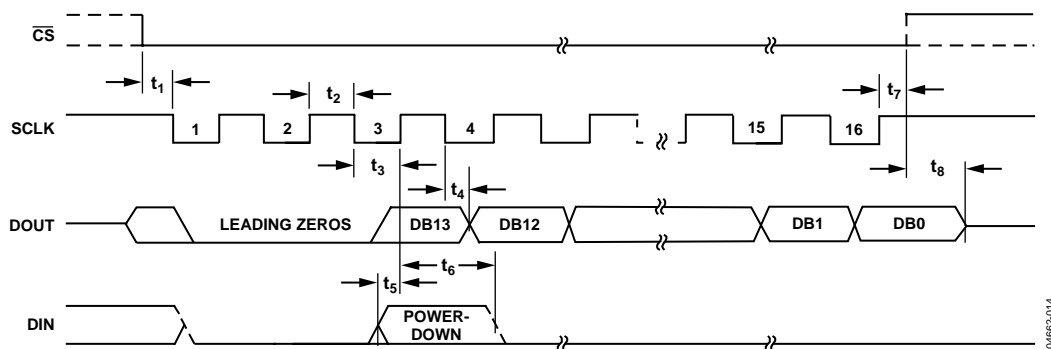 CS
t1
t2
t7
SCLK
1
2
3
4
15
16
t3
t4
t8
DOUT
LEADING ZEROS
DB13
DB12
DB1
DB0
t6
t5
DIN
POWER-
DOWN
04662-014